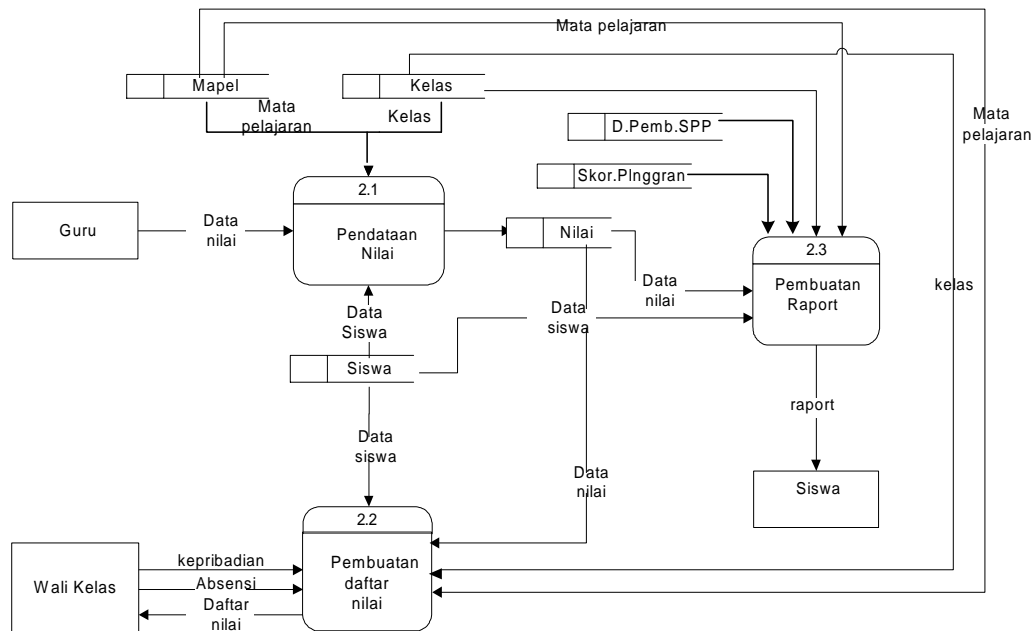 Mata pelajaran
Mapel
Kelas
Mata
pelajaran
Kelas
D.Pemb.SPP
Mata
pelajaran
Skor.Plnggran
2.1
Guru
Data
nilai
Pendataan
Nilai
Nilai
2.3
Pembuatan
Raport
Data
nilai
kelas
Data
Siswa
Data
siswa
Siswa
raport
Data
siswa
Data
nilai
Siswa
2.2
Wali Kelas
kepribadian
Absensi
Daftar
nilai
Pembuatan
daftar
nilai